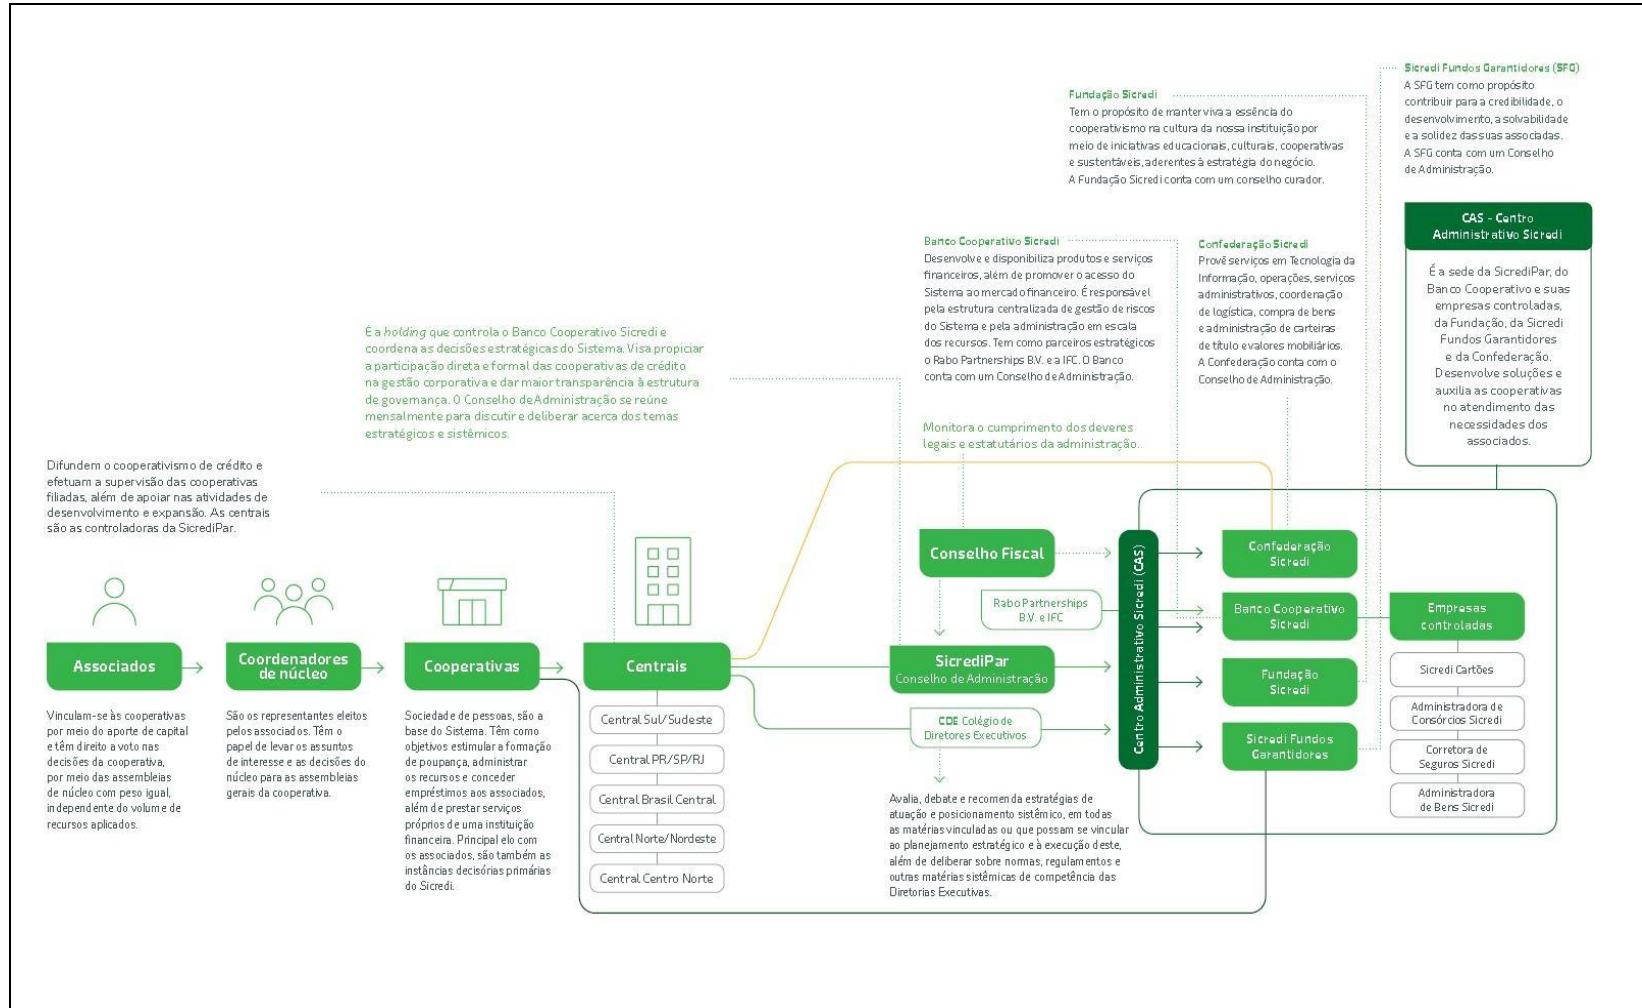 Sicredi Fundos Garantidores (SFG)
A SFG tem como propósito
contribuir para a credibilidade, o
desenvolvimento, a solvabilidade
e a solidez das suas associadas.
A SFG conta com um Conselho
de Administração.
Fundação Sicredi
Tem o propósito de manter viva a essência do
cooperativismo na cultura da nossa instituição por
meio de iniciativas educacionais, culturais, cooperativas
e sustentáveis, aderentes à estratégia do negócio.
A Fundação Sicredi conta com um conselho curador.
CAS - Centro
Administrativo Sicredi
É a sede da SicrediPar, do
Banco Cooperativo e suas
empresas controladas,
da Fundação, da Sicredi
Fundos Garantidores
e da Confederação.
Desenvolve soluções e
auxilia as cooperativas
no atendimento das
necessidades dos
associados.
Banco Cooperativo Sicredi
Desenvolve e disponibiliza produtos e serviços
financeiros, além de promover o acesso do
Sistema ao mercado financeiro. É responsável
pela estrutura centralizada de gestão de riscos
do Sistema e pela administração em escala
dos recursos. Tem como parceiros estratégicos
o Rabo Partnerships B.V. e a IFC. O Banco
conta com um Conselho de Administração.
Confederação Sicredi
Provê serviços em Tecnologia da
Informação, operações, serviços
administrativos, coordenação
de logística, compra de bens
e administração de carteiras
de título e valores mobiliários.
A Confederação conta com o
Conselho de Administração.
É a holding que controla o Banco Cooperativo Sicredi e
coordena as decisões estratégicas do Sistema. Visa propiciar
a participação direta e formal das cooperativas de crédito
na gestão corporativa e dar maior transparência à estrutura
de governança. O Conselho de Administração se reúne
mensalmente para discutir e deliberar acerca dos temas
estratégicos e sistêmicos.
Monitora o cumprimento dos deveres
legais e estatutários da administração.
Difundem o cooperativismo de crédito e
efetuam a supervisão das cooperativas
filiadas, além de apoiar nas atividades de
desenvolvimento e expansão. As centrais
são as controladoras da SicrediPar.
Associados
Vinculam-se às cooperativas
por meio do aporte de capital
e têm direito a voto nas
decisões da cooperativa,
por meio das assembleias
de núcleo com peso igual,
independente do volume de
recursos aplicados.
Coordenadores
de núcleo
São os representantes eleitos
pelos associados. Têm o
papel de levar os assuntos
de interesse e as decisões do
núcleo para as assembleias
gerais da cooperativa.
Cooperativas
Sociedade de pessoas, são a
base do Sistema. Têm como
objetivos estimular a formação
de poupança, administrar
os recursos e conceder
empréstimos aos associados,
além de prestar serviços
próprios de uma instituição
financeira. Principal elo com
os associados, são também as
instâncias decisórias primárias
do Sicredi.
Centrais
Central Sul/Sudeste
Central PR/SP/RJ
Central Brasil Central
Central Norte/Nordeste
Central Centro Norte
Conselho Fiscal
Rabo Partnerships
B.V. e IFC
SicrediPar
Conselho de Administração
CDE Colégio de
Diretores Executivos
Avalia, debate e recomenda estratégias de
atuação e posicionamento sistêmico, em todas
as matérias vinculadas ou que possam se vincular
ao planejamento estratégico e à execução deste,
além de deliberar sobre normas, regulamentos e
outras matérias sistêmicas de competência das
Diretorias Executivas.
Centro Administrativo Sicredi (CAS)
Confederação
Sicredi
Banco Cooperativo
Sicredi
Fundação
Sicredi
Sicredi Fundos
Garantidores
Empresas
controladas
Sicredi Cartões
Administradora de
Consórcios Sicredi
Corretora de
Seguros Sicredi
Administradora
de Bens Sicredi